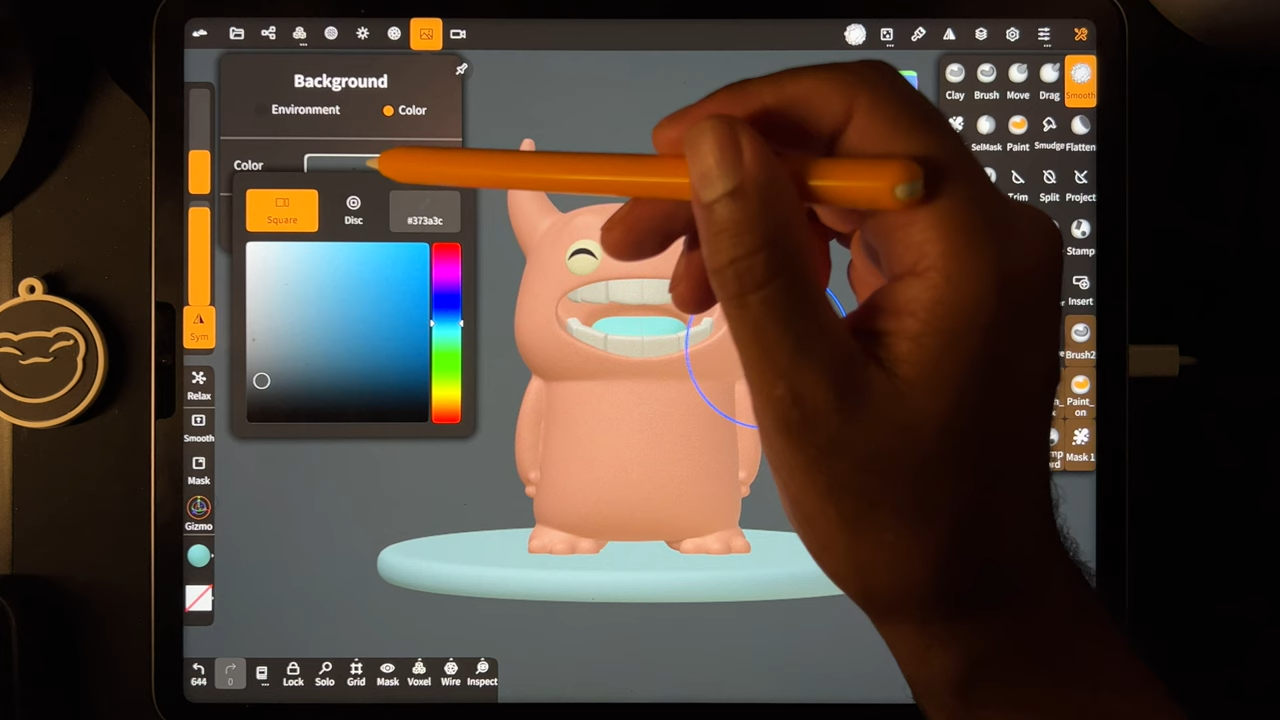 Background
Environment
Color
Color
Square
Disc
#373a3c
Sym
Relax
Smooth
Mask
Gizmo
644
0
Lock
Solo
Grid
Mask
Voxel
Wire
Inspect
Clay
Brush
Move
Drag
Smooth
SelMask
Paint
Smudge
Flatten
Trim
Split
Project
Stamp
Insert
Brush2
Paint_
on
Mask 1